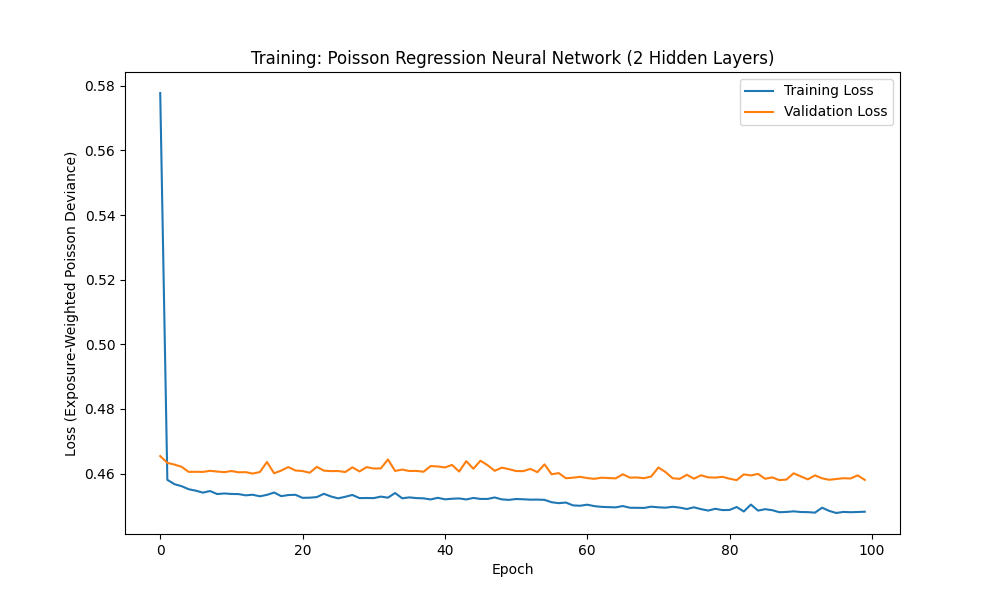 Training: Poisson Regression Neural Network (2 Hidden Layers)
Training Loss
Validation Loss
Loss (Exposure-Weighted Poisson Deviance)
0.58
0.56
0.54
0.52
0.50
0.48
0.46
0
20
40
60
80
100
Epoch